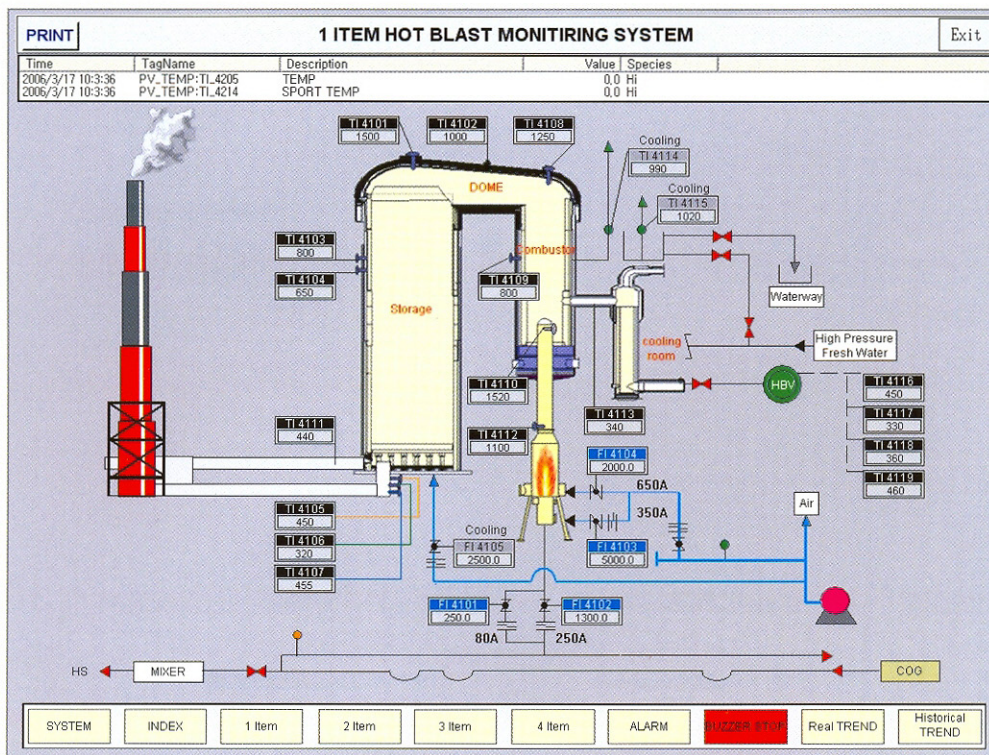 PRINT
1 ITEM HOT BLAST MONITIRING SYSTEM
Exit
Time TagName Description Value Species
2006/3/17 10:3:36 PV_TEMP:TI_4205 TEMP 0,0 Hi
2006/3/17 10:3:36 PV_TEMP:TI_4214 SPORT TEMP 0,0 Hi
TI 4101
1500
TI 4102
1000
TI 4108
1250
Cooling
TI 4114
990
DOME
Cooling
TI 4115
1020
TI 4103
800
TI 4104
650
Combustor
TI 4109
800
Storage
Waterway
cooling
room
High Pressure
Fresh Water
HBV
TI 4110
1520
TI 4116
450
TI 4113
340
TI 4117
330
TI 4111
440
TI 4112
1100
TI 4118
360
FI 4104
2000.0
TI 4119
460
650A
350A
Air
TI 4105
450
Cooling
FI 4105
2500.0
FI 4103
5000.0
TI 4106
320
TI 4107
455
FI 4101
250.0
FI 4102
1300.0
80A
250A
HS
MIXER
COG
SYSTEM
INDEX
1 Item
2 Item
3 Item
4 Item
ALARM
BUZZER STOP
Real TREND
Historical
TREND